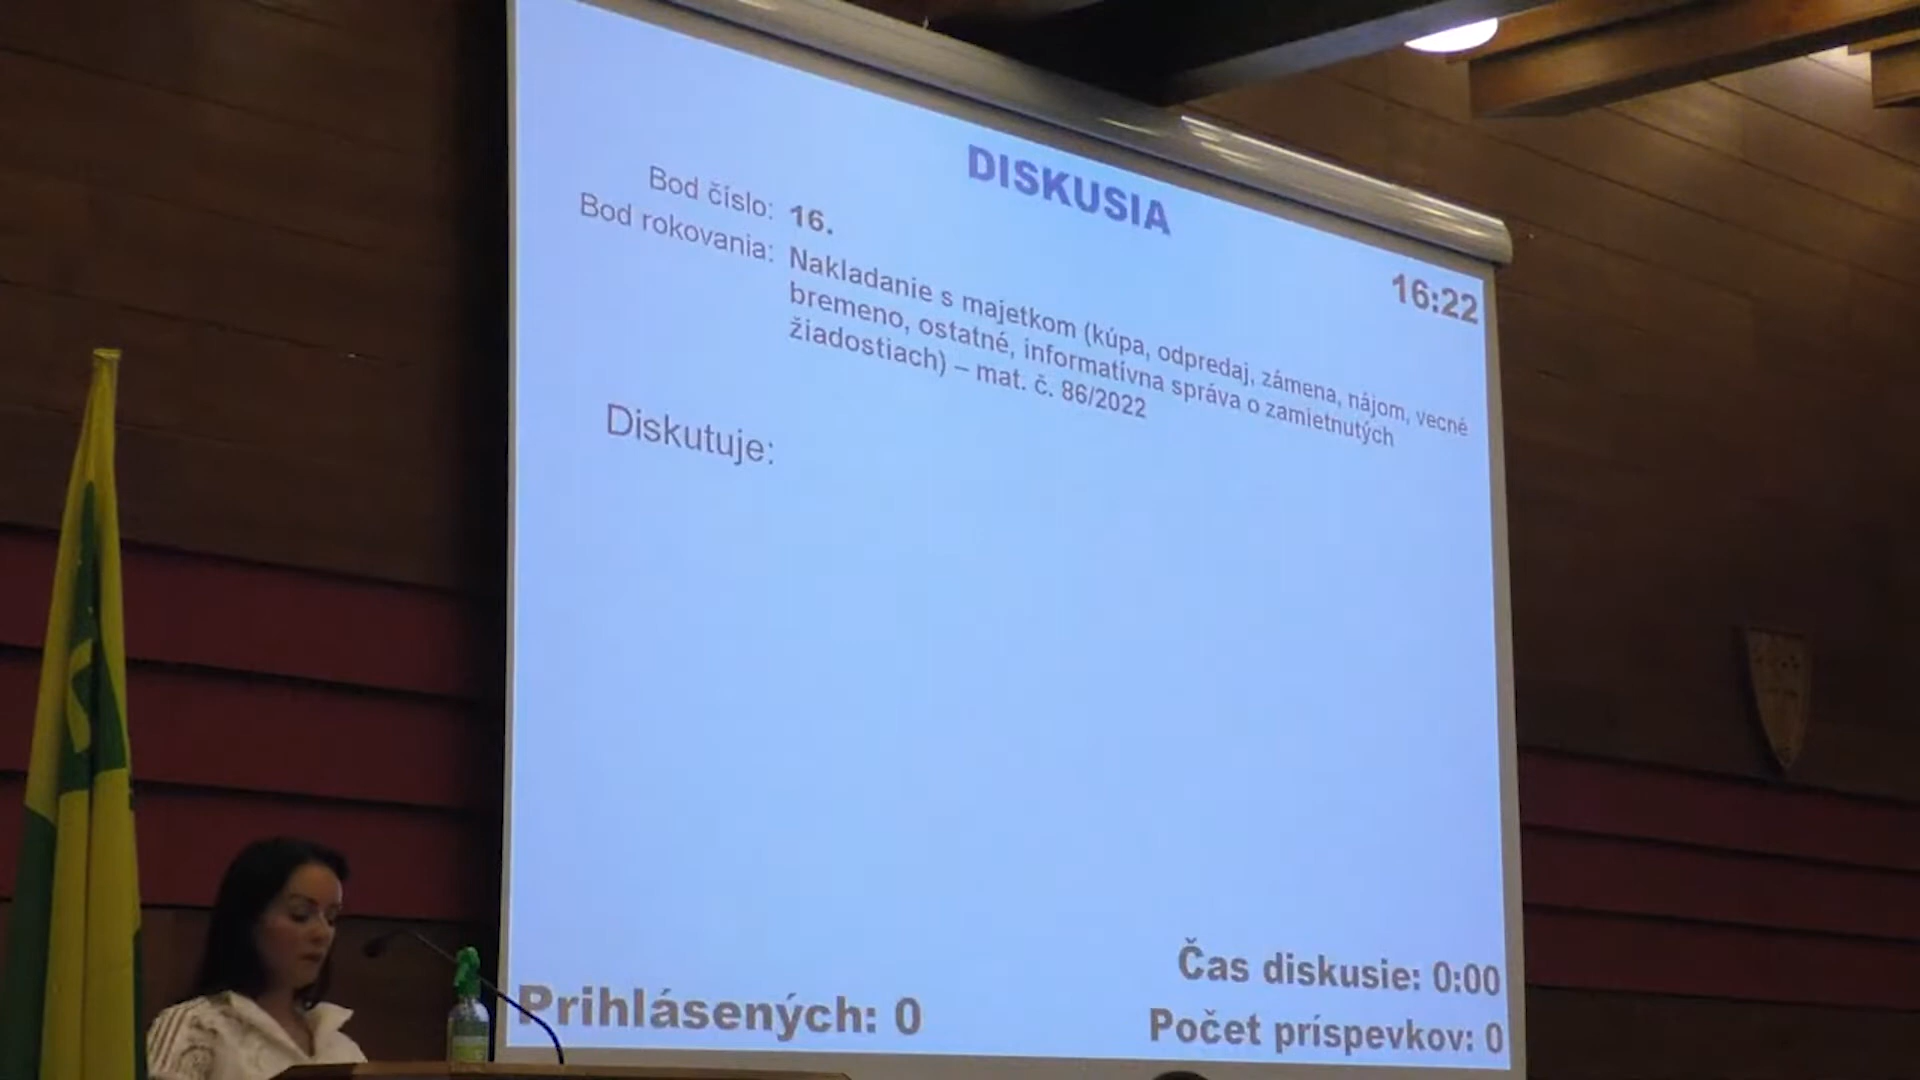 DISKUSIA
Bod číslo: 16.
16:22
Bod rokovania: Nakladanie s majetkom (kúpa, odpredaj, zámena, nájom, vecné
bremeno, ostatné, informatívna správa o zamietnutých
žiadostiach) – mat. č. 86/2022
Diskutuje:
Čas diskusie: 0:00
Prihlásených: 0
Počet príspevkov: 0